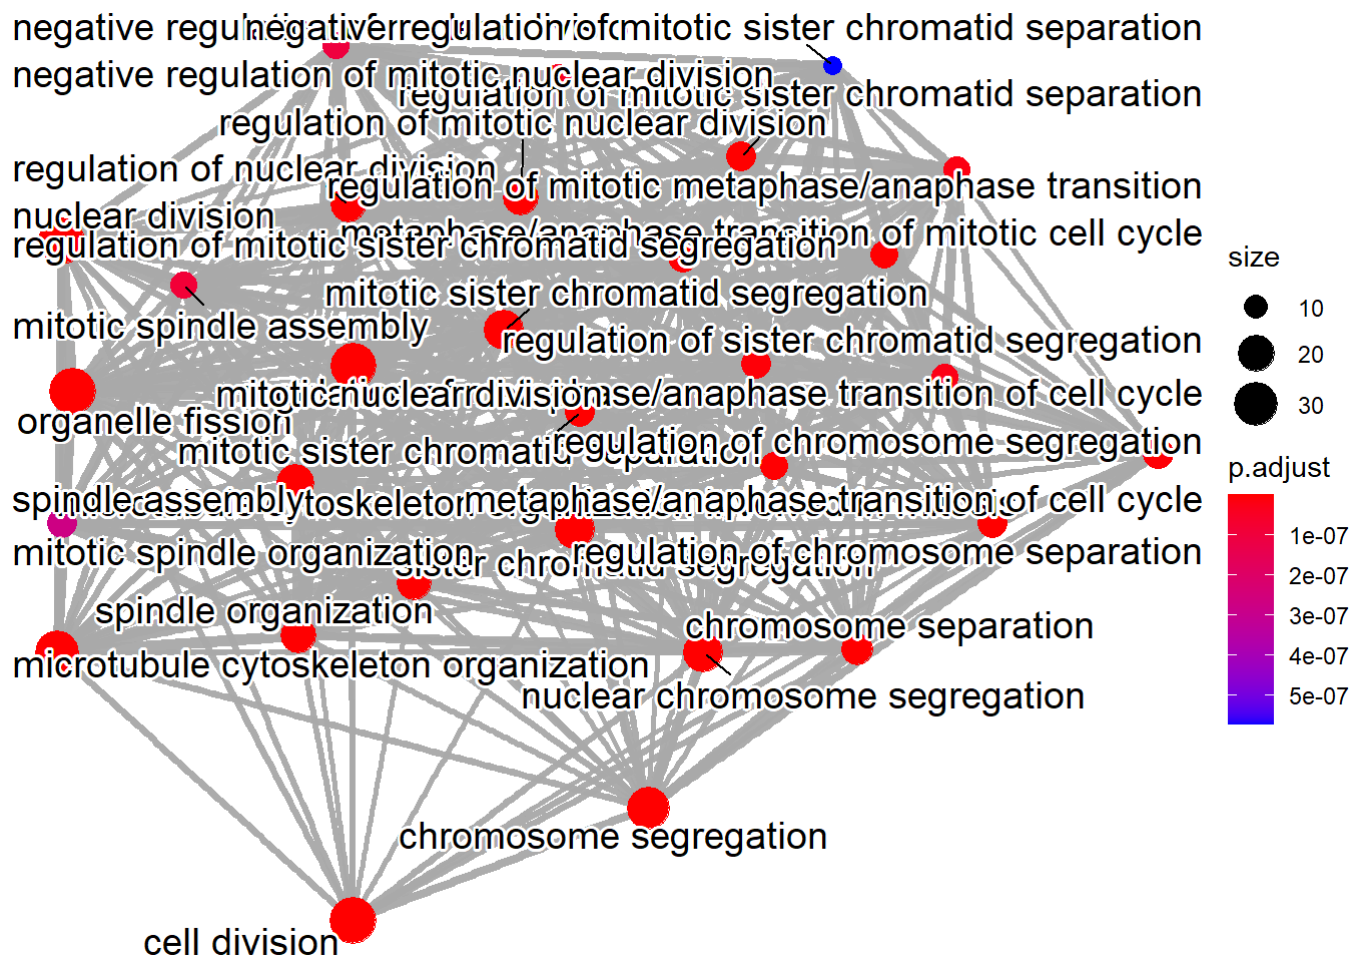 negative regulation of mitotic sister chromatid separation
negative regulation of mitotic nuclear division
regulation of mitotic sister chromatid separation
regulation of mitotic nuclear division
regulation of nuclear division
regulation of mitotic metaphase/anaphase transition
nuclear division
metaphase/anaphase transition of mitotic cell cycle
regulation of mitotic sister chromatid segregation
mitotic sister chromatid segregation
mitotic spindle assembly
regulation of sister chromatid segregation
mitotic nuclear division
phase/anaphase transition of cell cycle
organelle fission
regulation of chromosome segregation
mitotic sister chromatid separation
spindle assembly
cytoskeleton
metaphase/anaphase transition of cell cycle
mitotic spindle organization
regulation of chromosome separation
sister chromatid segregation
spindle organization
chromosome separation
microtubule cytoskeleton organization
nuclear chromosome segregation
chromosome segregation
cell division
size
10
20
30
p.adjust
1e-07
2e-07
3e-07
4e-07
5e-07